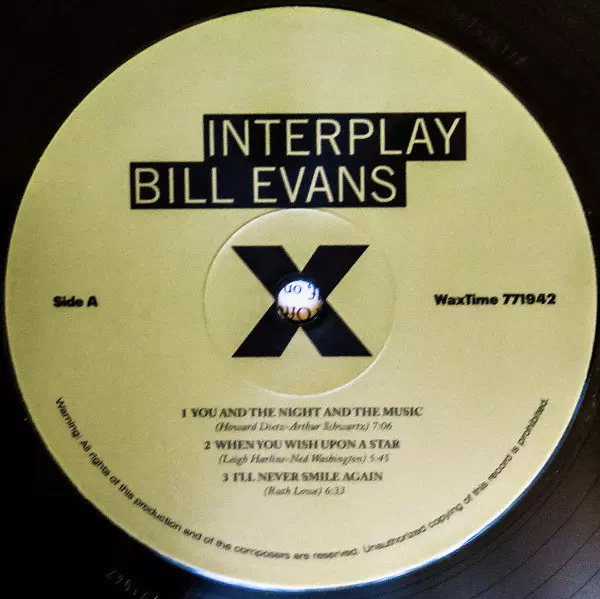 INTERPLAY
BILL EVANS
X
Side A
WaxTime 771942
1 YOU AND THE NIGHT AND THE MUSIC
(Howard Dietz-Arthur Schwartz) 7:06
2 WHEN YOU WISH UPON A STAR
(Leigh Harline-Ned Washington) 5:45
3 I'LL NEVER SMILE AGAIN
(Ruth Lowe) 6:33
Warning: All rights of this production and of the composers are reserved. Unauthorized copying of this record is prohibited.